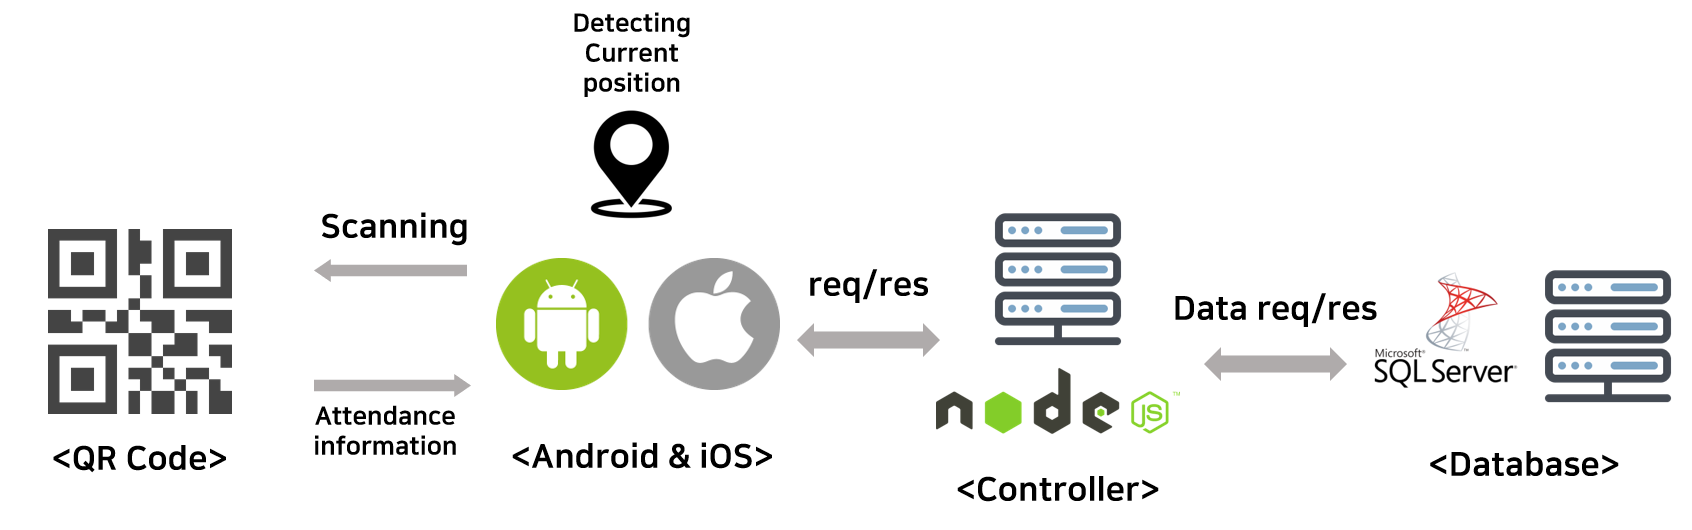 Detecting
Current
position
Scanning
Attendance
information
<QR Code>
<Android & iOS>
req/res
node
JS™
<Controller>
Data req/res
Microsoft®
SQL Server®
<Database>